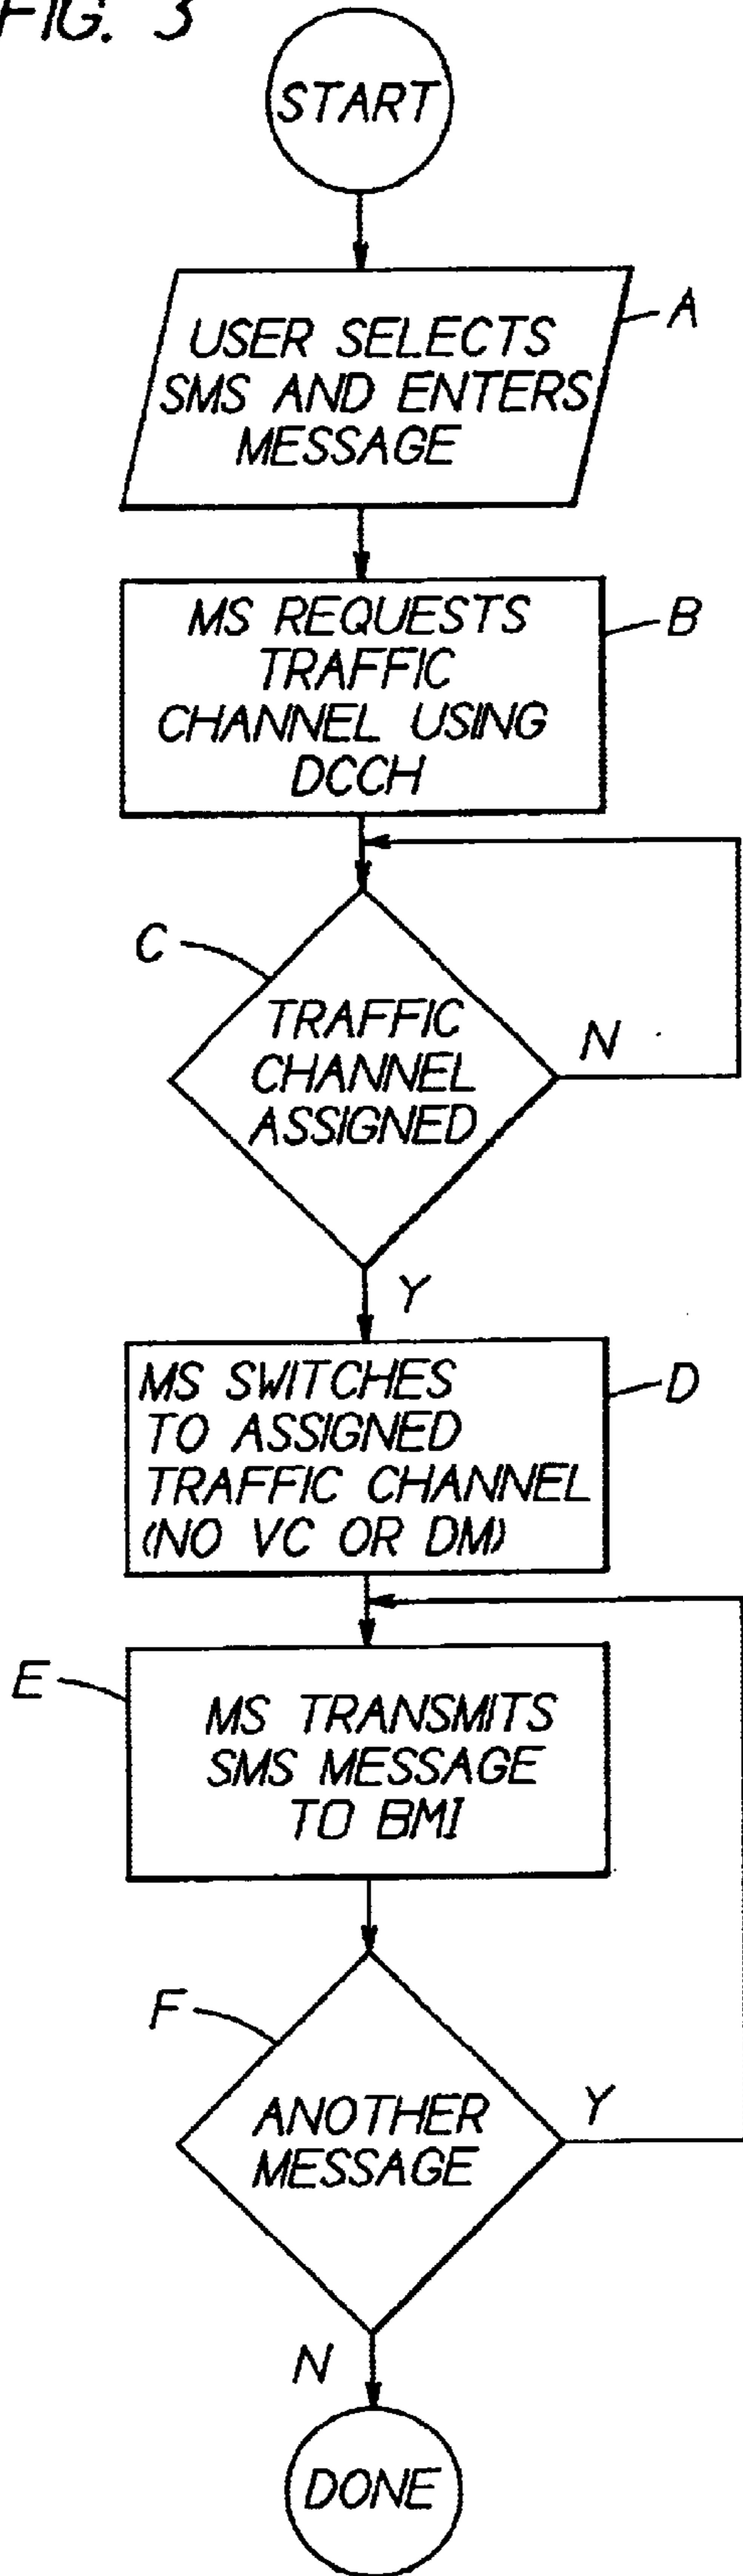 FIG. 3
START
USER SELECTS
SMS AND ENTERS
MESSAGE
A
MS REQUESTS
TRAFFIC
CHANNEL USING
DCCH
B
C
TRAFFIC
CHANNEL
ASSIGNED
N
Y
MS SWITCHES
TO ASSIGNED
TRAFFIC CHANNEL
(NO VC OR DM)
D
E
MS TRANSMITS
SMS MESSAGE
TO BMI
F
ANOTHER
MESSAGE
Y
N
DONE